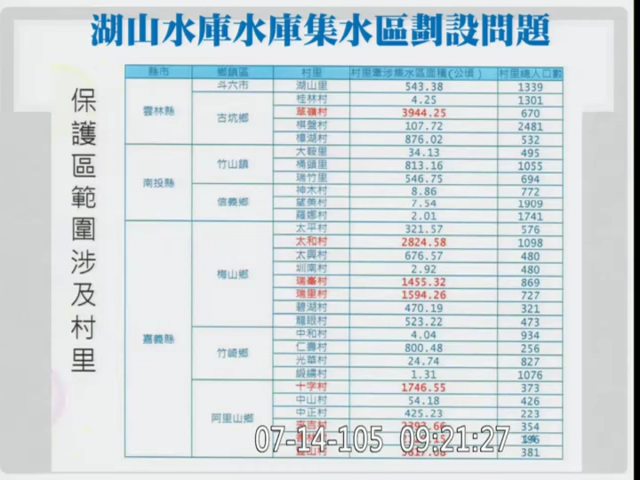 湖山水庫水庫集水區劃設問題
保護區範圍涉及村里
縣市 鄉鎮區 村里 村里牽涉集水區面積(公頃) 村里總人口數
雲林縣 斗六市 湖山里 543.38 1339
古坑鄉 桂林村 4.25 1301
草嶺村 3944.25 670
棋盤村 107.72 2481
樟湖村 876.02 532
南投縣 竹山鎮 大鞍里 34.13 495
桶頭里 813.16 1055
瑞竹里 546.75 694
信義鄉 神木村 8.86 772
望美村 7.54 1909
羅娜村 2.01 1741
嘉義縣 梅山鄉 太平村 321.57 576
太和村 2824.58 1098
太興村 676.57 480
圳南村 2.92 480
瑞峯村 1455.32 869
瑞里村 1594.26 727
碧湖村 470.19 321
龍眼村 523.22 473
竹崎鄉 中和村 4.04 934
仁壽村 800.48 256
光華村 24.74 827
緞繻村 1.31 1076
阿里山鄉 十字村 1746.55 373
中山村 54.18 426
中正村 425.23 223
來吉村 354
381
07-14-105 09:21:27